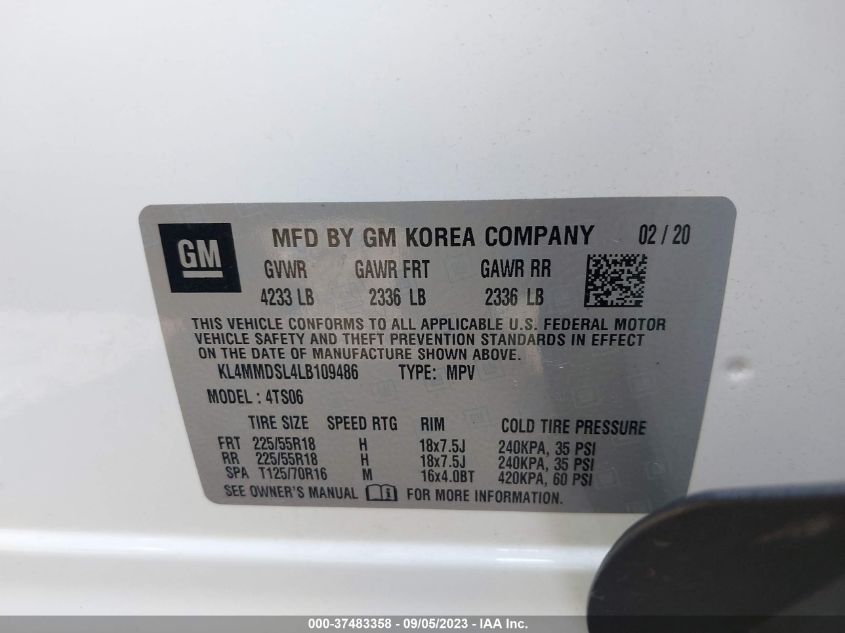 GM MFD BY GM KOREA COMPANY 02 / 20
GVWR GAWR FRT GAWR RR
4233 LB 2336 LB 2336 LB
THIS VEHICLE CONFORMS TO ALL APPLICABLE U.S. FEDERAL MOTOR
VEHICLE SAFETY AND THEFT PREVENTION STANDARDS IN EFFECT
ON THE DATE OF MANUFACTURE SHOWN ABOVE.
KL4MMDSL4LB109486 TYPE: MPV
MODEL: 4TS06
TIRE SIZE SPEED RTG RIM COLD TIRE PRESSURE
FRT 225/55R18 H 18x7.5J 240KPA, 35 PSI
RR 225/55R18 H 18x7.5J 240KPA, 35 PSI
SPA T125/70R16 M 16x4.0BT 420KPA, 60 PSI
SEE OWNER'S MANUAL FOR MORE INFORMATION.
000-37483358 - 09/05/2023 - IAA Inc.